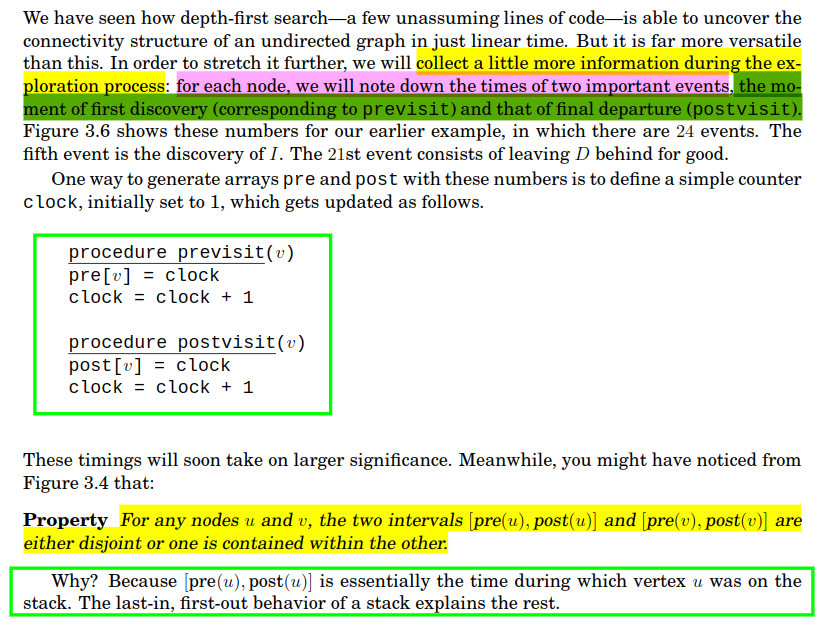 We have seen how depth-first search—a few unassuming lines of code—is able to uncover the
connectivity structure of an undirected graph in just linear time. But it is far more versatile
than this. In order to stretch it further, we will collect a little more information during the ex-
ploration process: for each node, we will note down the times of two important events, the mo-
ment of first discovery (corresponding to previsit) and that of final departure (postvisit).
Figure 3.6 shows these numbers for our earlier example, in which there are 24 events. The
fifth event is the discovery of I. The 21st event consists of leaving D behind for good.
One way to generate arrays pre and post with these numbers is to define a simple counter
clock, initially set to 1, which gets updated as follows.
procedure previsit(v)
pre[v] = clock
clock = clock + 1
procedure postvisit(v)
post[v] = clock
clock = clock + 1
These timings will soon take on larger significance. Meanwhile, you might have noticed from
Figure 3.4 that:
Property For any nodes u and v, the two intervals [pre(u), post(u)] and [pre(v), post(v)] are
either disjoint or one is contained within the other.
Why? Because [pre(u), post(u)] is essentially the time during which vertex u was on the
stack. The last-in, first-out behavior of a stack explains the rest.